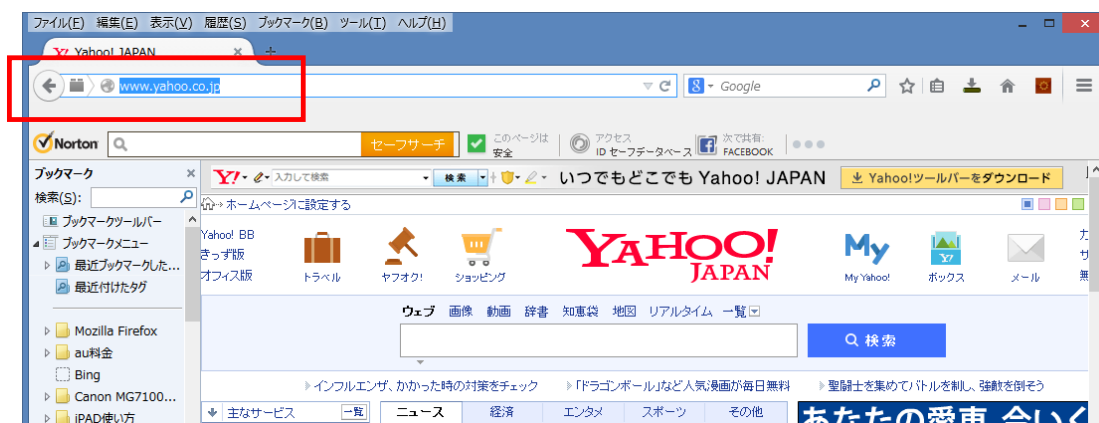 ファイル(F) 編集(E) 表示(V) 履歴(S) ブックマーク(B) ツール(T) ヘルプ(H)
Y! Yahoo! JAPAN × +
www.yahoo.co.jp
8 Google
Norton
セーフサーチ
このページは
安全
アクセス
ID セーフデータベース
次で共有:
FACEBOOK
ブックマーク ×
検索(S):
ブックマークツールバー
ブックマークメニュー
最近ブックマークした...
最近付けたタグ
Mozilla Firefox
au料金
Bing
Canon MG7100...
iPAD使い方
Y! 入力して検索 検索 いつでもどこでも Yahoo! JAPAN Yahoo!ツールバーをダウンロード
ホームページに設定する
Yahoo! BB
きっず版
オフィス版
トラベル
ヤフオク!
ショッピング
YAHOO!
JAPAN
My
My Yahoo!
Y!
ボックス
メール
カ
サ
無
ウェブ 画像 動画 辞書 知恵袋 地図 リアルタイム 一覧
検索
インフルエンザ、かかった時の対策をチェック 「ドラゴンボール」など人気漫画が毎日無料 聖闘士を集めてバトルを制し、強敵を倒そう
主なサービス 一覧 ニュース 経済 エンタメ スポーツ その他
あなたの愛車 今いく